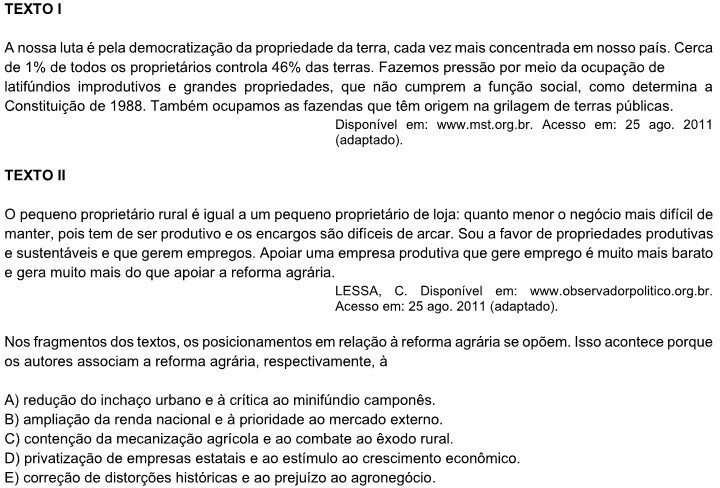 TEXTO I
A nossa luta é pela democratização da propriedade da terra, cada vez mais concentrada em nosso país. Cerca
de 1% de todos os proprietários controla 46% das terras. Fazemos pressão por meio da ocupação de
latifúndios improdutivos e grandes propriedades, que não cumprem a função social, como determina a
Constituição de 1988. Também ocupamos as fazendas que têm origem na grilagem de terras públicas.
Disponível em: www.mst.org.br. Acesso em: 25 ago. 2011
(adaptado).
TEXTO II
O pequeno proprietário rural é igual a um pequeno proprietário de loja: quanto menor o negócio mais difícil de
manter, pois tem de ser produtivo e os encargos são difíceis de arcar. Sou a favor de propriedades produtivas
e sustentáveis e que gerem empregos. Apoiar uma empresa produtiva que gere emprego é muito mais barato
e gera muito mais do que apoiar a reforma agrária.
LESSA, C. Disponível em: www.observadorpolitico.org.br.
Acesso em: 25 ago. 2011 (adaptado).
Nos fragmentos dos textos, os posicionamentos em relação à reforma agrária se opõem. Isso acontece porque
os autores associam a reforma agrária, respectivamente, à
A) redução do inchaço urbano e à crítica ao minifúndio camponês.
B) ampliação da renda nacional e à prioridade ao mercado externo.
C) contenção da mecanização agrícola e ao combate ao êxodo rural.
D) privatização de empresas estatais e ao estímulo ao crescimento econômico.
E) correção de distorções históricas e ao prejuízo ao agronegócio.